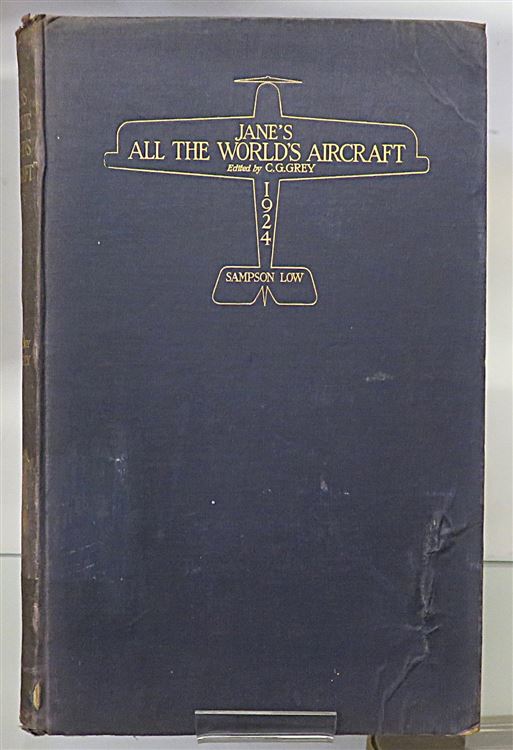 JANE'S
ALL THE WORLD'S AIRCRAFT
Edited by C.G.GREY
1924
SAMPSON LOW